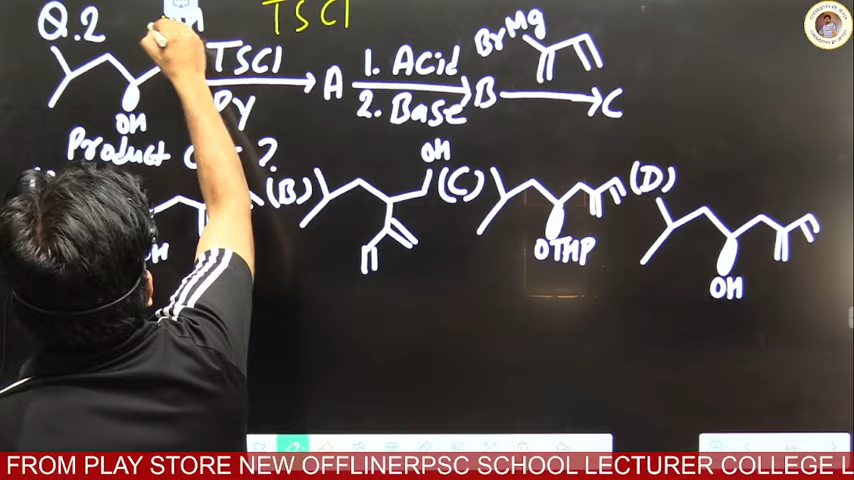 TSCl
Q.2
TSCl
Py
A
1. Acid
2. Base
B
BrMg
C
OH
Product
?
(B)
OH
(C)
OTHP
(D)
OH
OH
FROM PLAY STORE NEW OFFLINERPSC SCHOOL LECTURER COLLEGE L